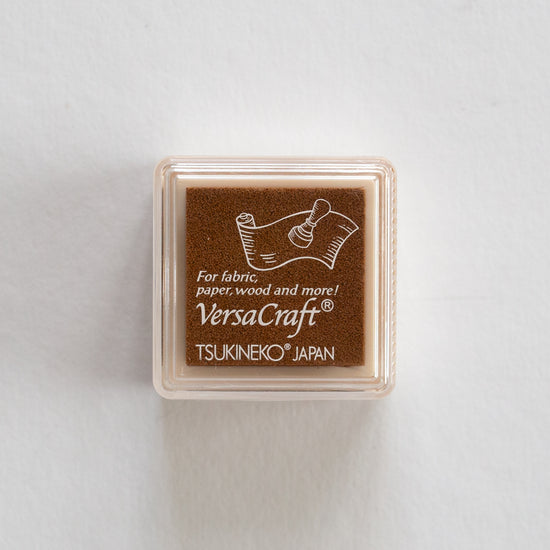 For fabric,
paper, wood and more!
VersaCraft®
TSUKINEKO® JAPAN